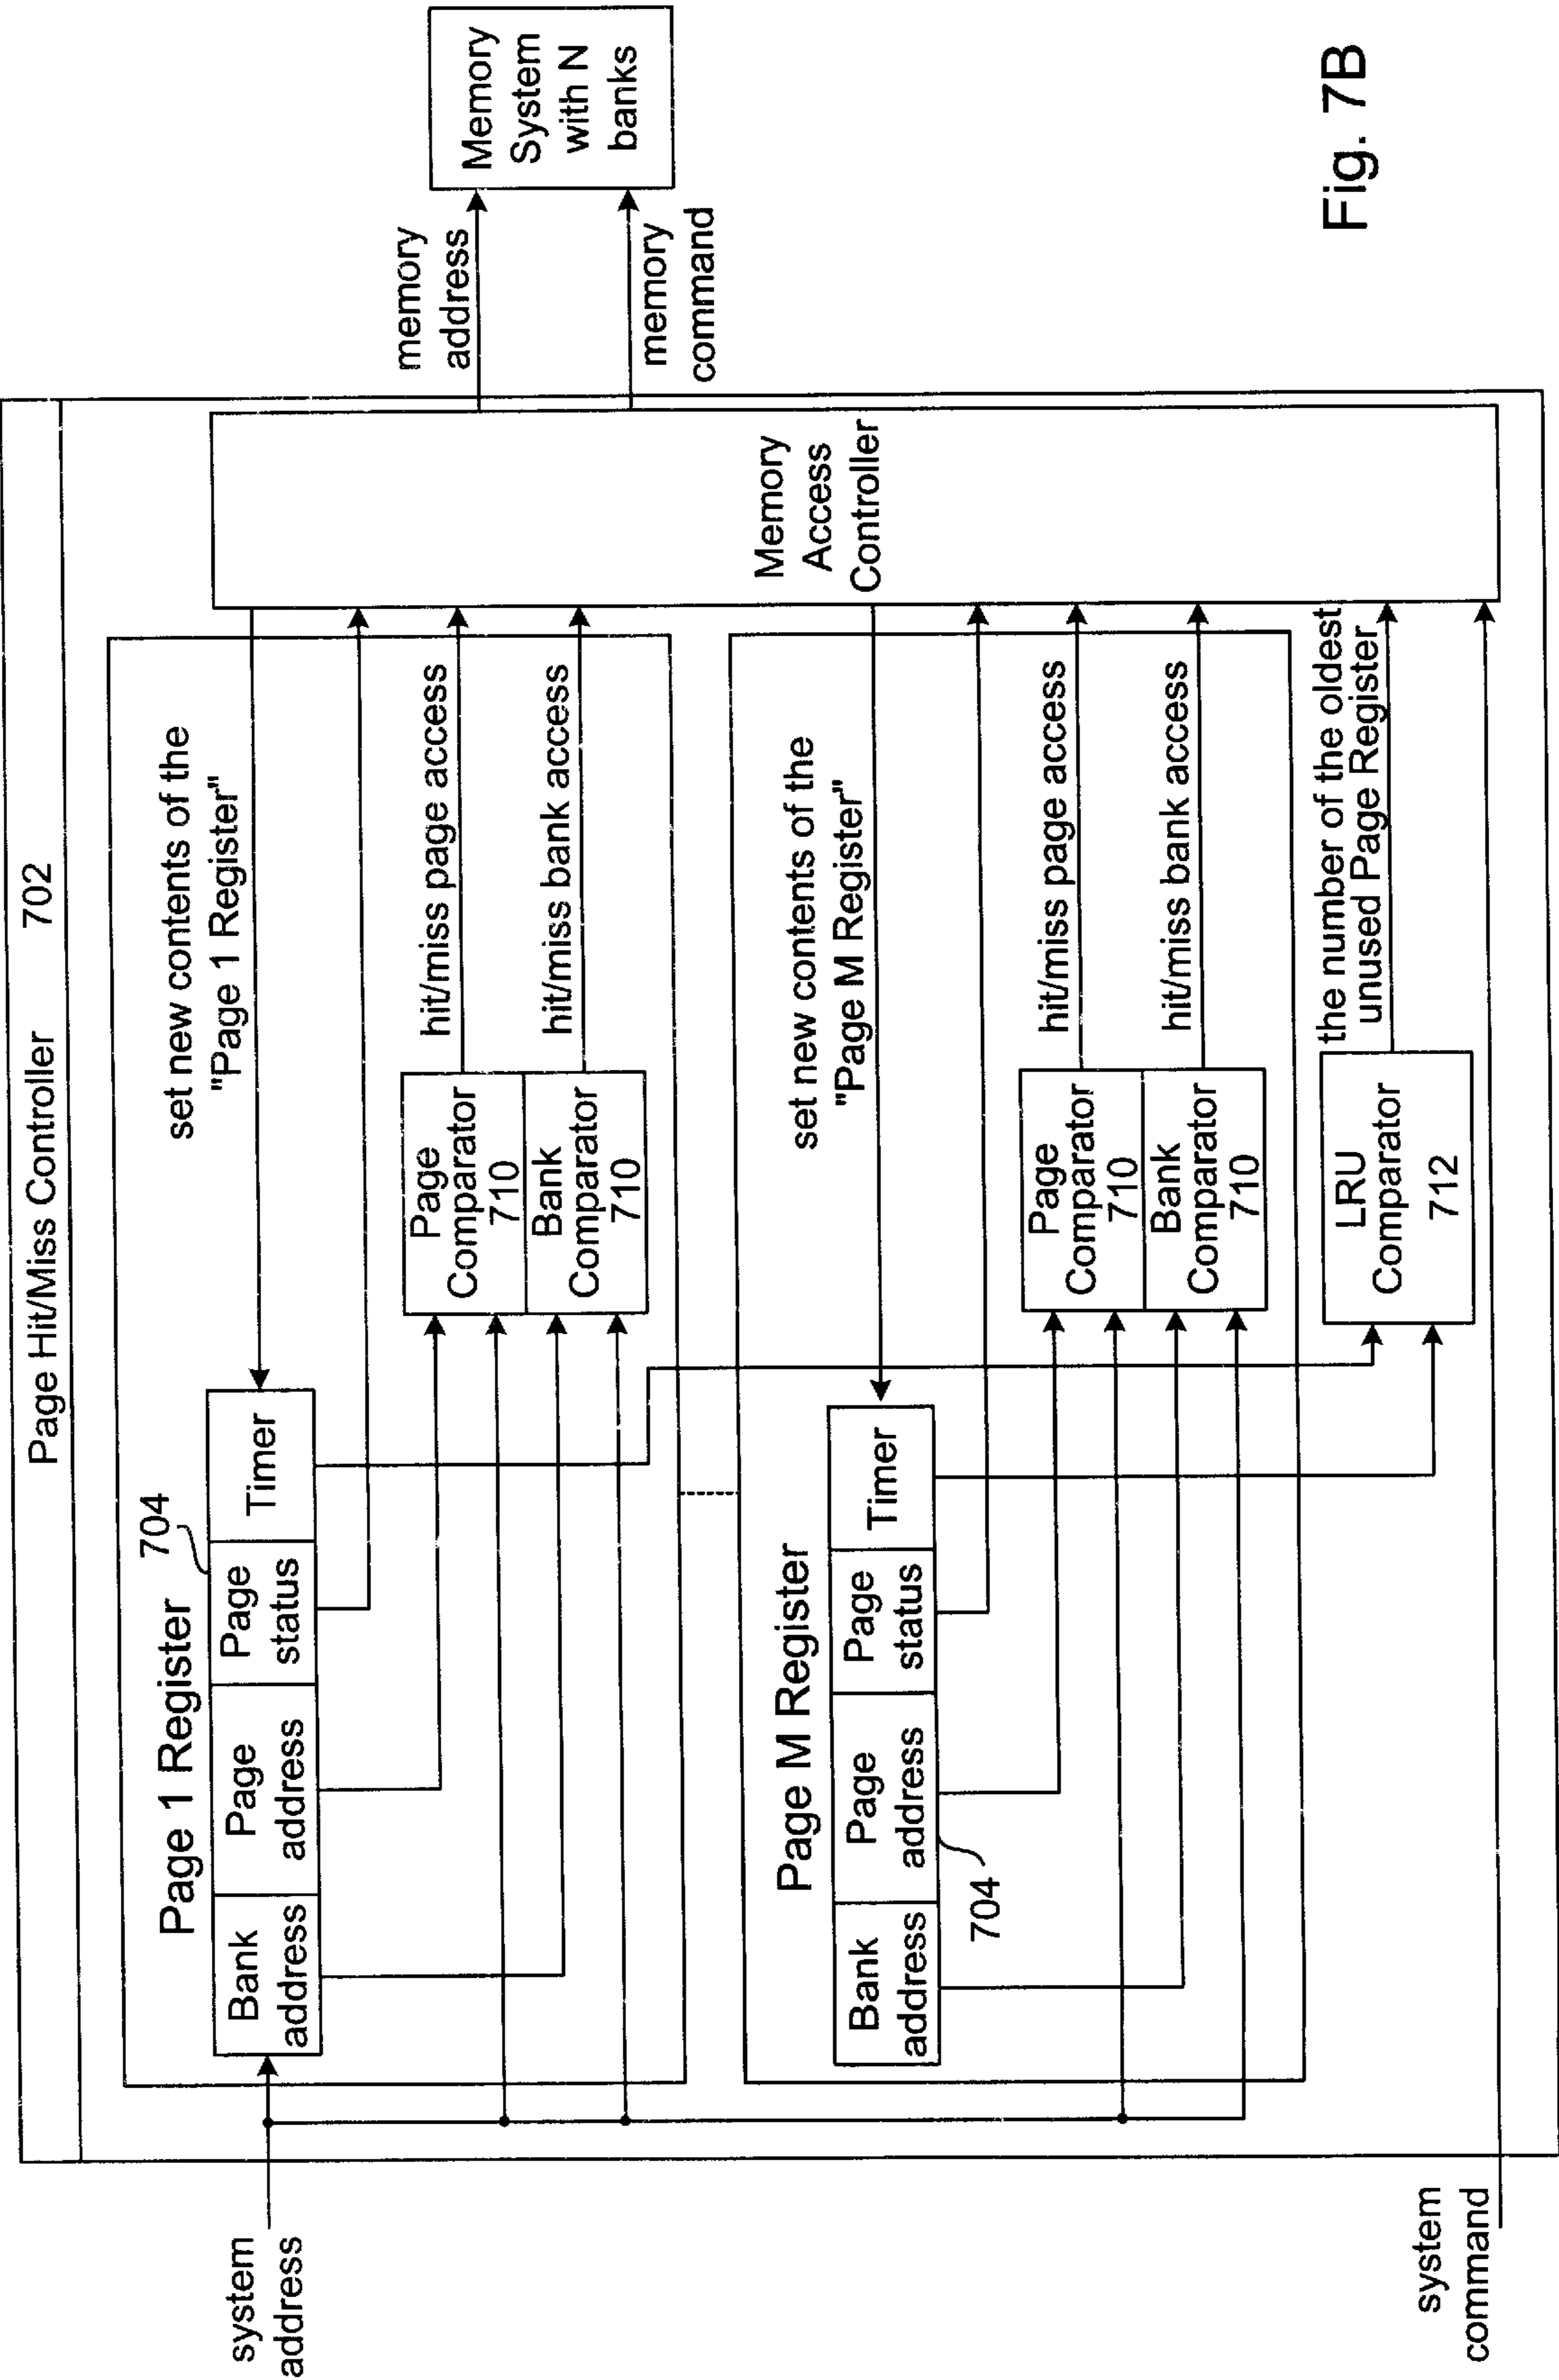 Page Hit/Miss Controller 702
system
address
Page 1 Register
704
Bank
address
Page
address
Page
status
Timer
set new contents of the
"Page 1 Register"
Page
Comparator
710
Bank
Comparator
710
hit/miss page access
hit/miss bank access
Page M Register
Bank
address
Page
address
Page
status
Timer
704
set new contents of the
"Page M Register"
Page
Comparator
710
Bank
Comparator
710
hit/miss page access
hit/miss bank access
LRU
Comparator
712
the number of the oldest
unused Page Register
system
command
Memory
Access
Controller
memory
address
memory
command
Memory
System
with N
banks
Fig. 7B